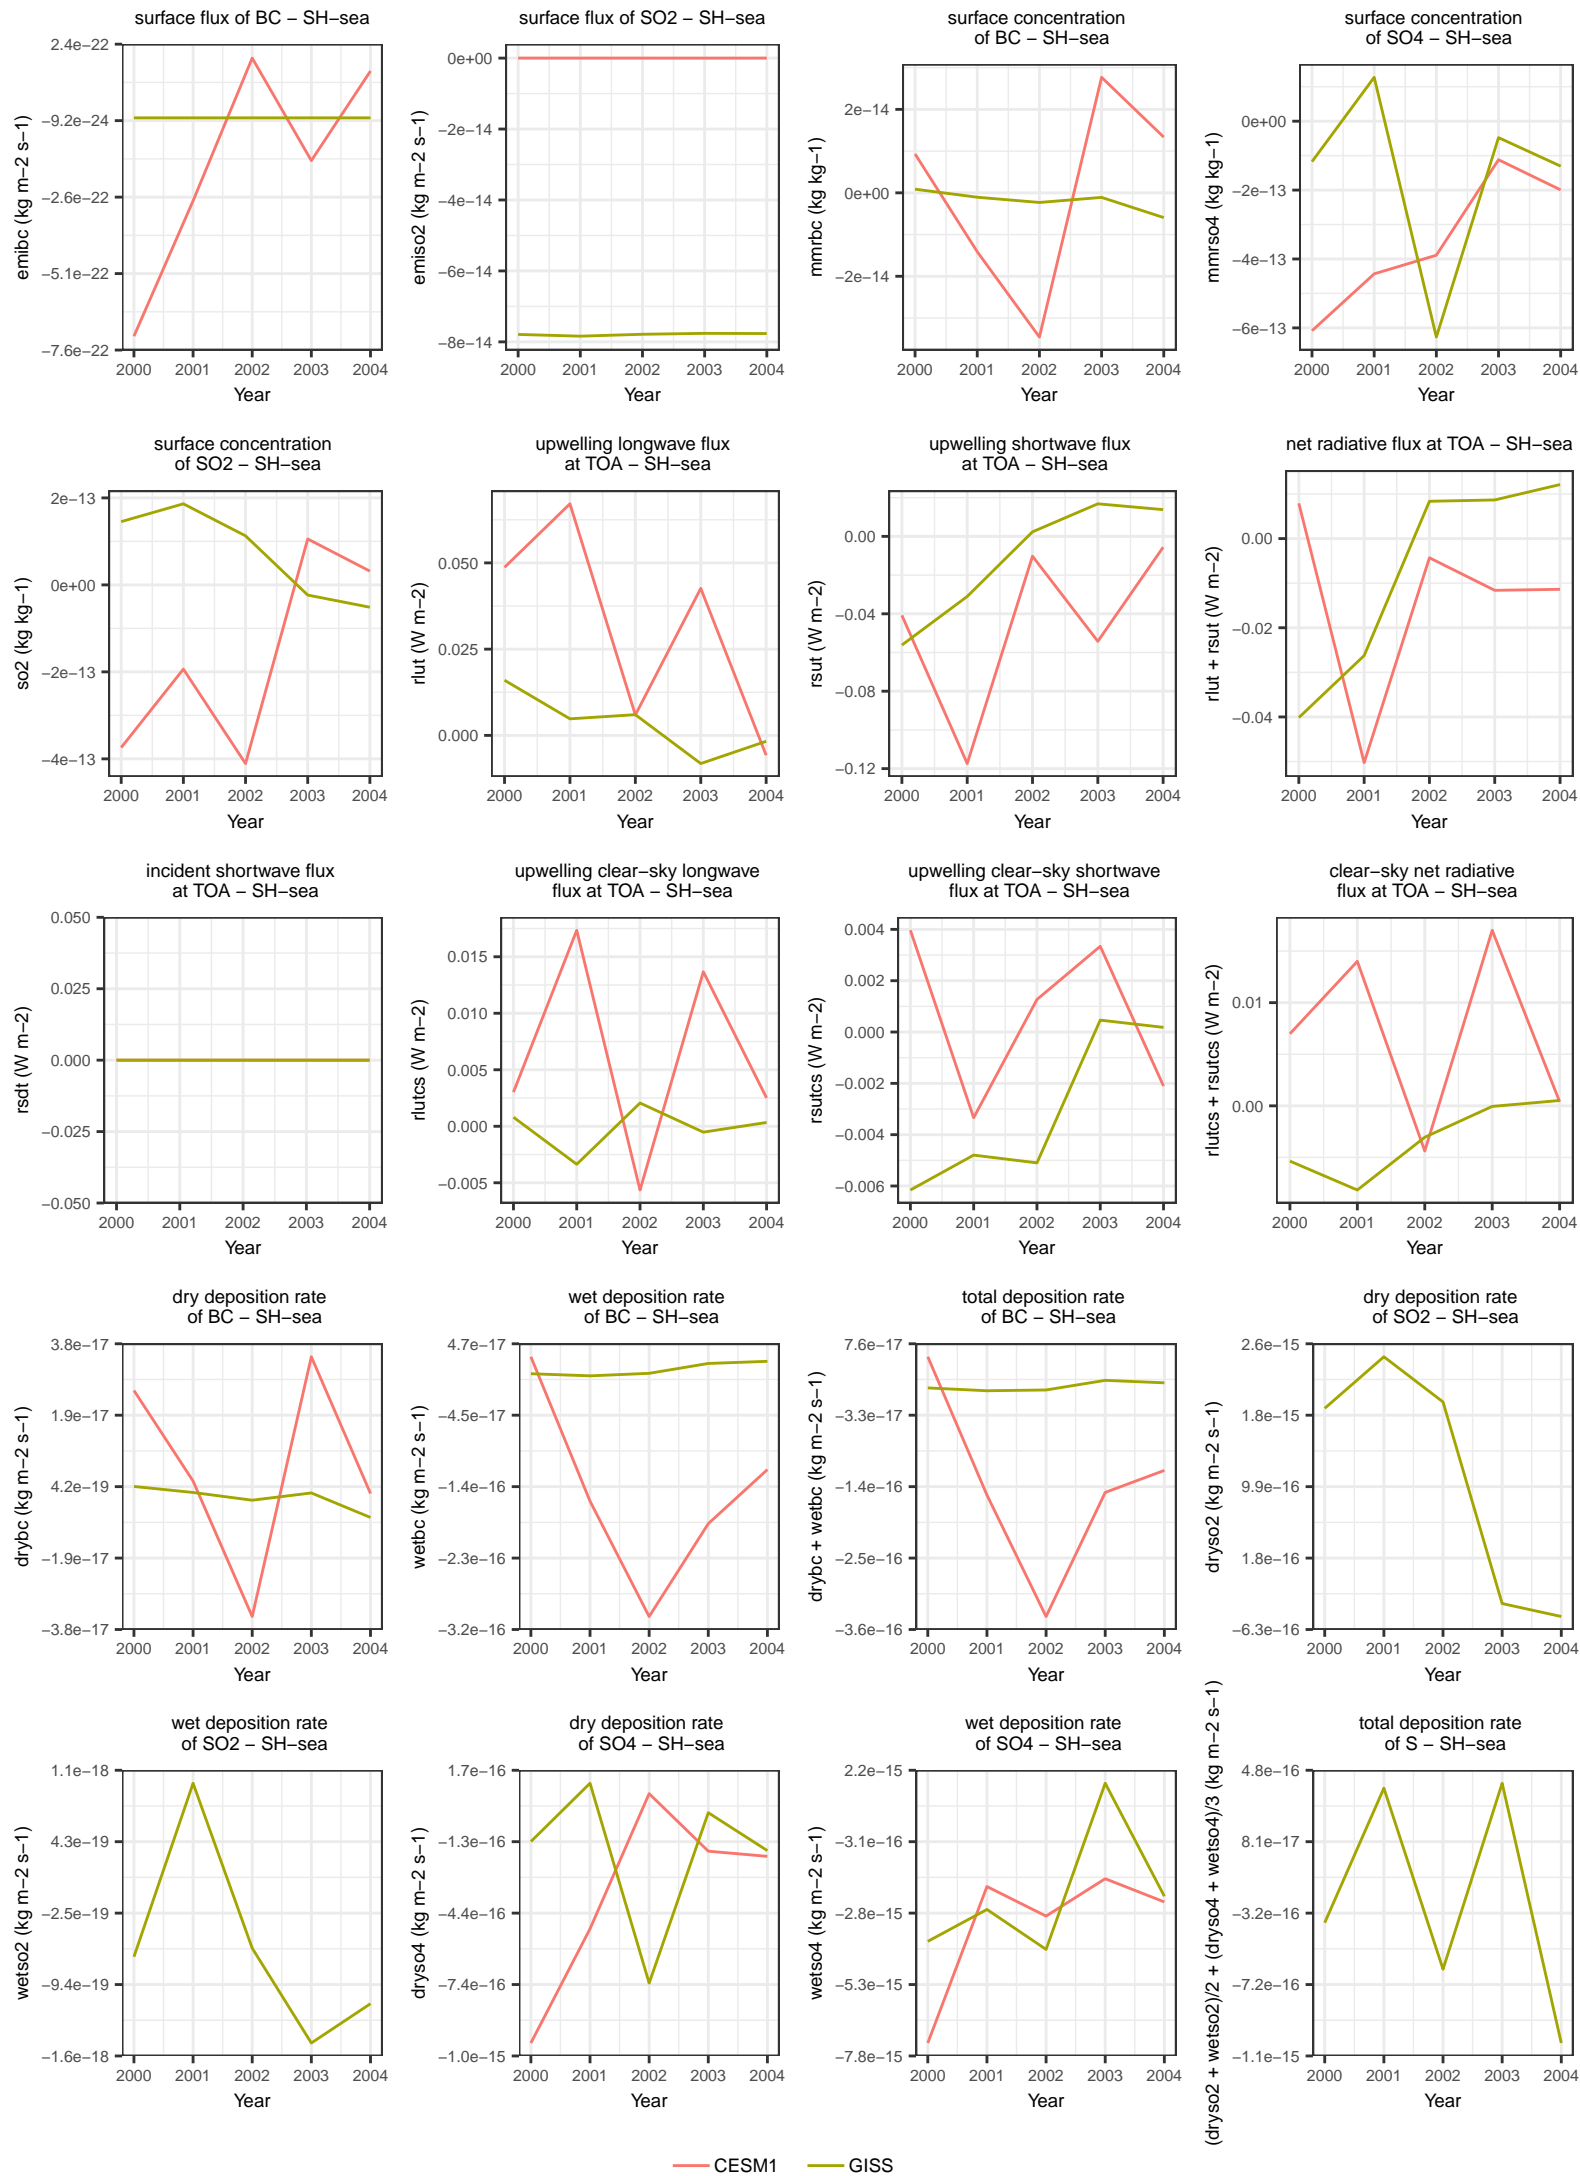 surface flux of BC − SH−sea
emibc (kg m−2 s−1)
2.4e−22
−9.2e−24
−2.6e−22
−5.1e−22
−7.6e−22
2000 2001 2002 2003 2004
Year
surface flux of SO2 − SH−sea
emiso2 (kg m−2 s−1)
0e+00
−2e−14
−4e−14
−6e−14
−8e−14
2000 2001 2002 2003 2004
Year
surface concentration
of BC − SH−sea
mmrbc (kg kg−1)
2e−14
0e+00
−2e−14
2000 2001 2002 2003 2004
Year
surface concentration
of SO4 − SH−sea
mmrso4 (kg kg−1)
0e+00
−2e−13
−4e−13
−6e−13
2000 2001 2002 2003 2004
Year
surface concentration
of SO2 − SH−sea
so2 (kg kg−1)
2e−13
0e+00
−2e−13
−4e−13
2000 2001 2002 2003 2004
Year
upwelling longwave flux
at TOA − SH−sea
rlut (W m−2)
0.050
0.025
0.000
2000 2001 2002 2003 2004
Year
upwelling shortwave flux
at TOA − SH−sea
rsut (W m−2)
0.00
−0.04
−0.08
−0.12
2000 2001 2002 2003 2004
Year
net radiative flux at TOA − SH−sea
rlut + rsut (W m−2)
0.00
−0.02
−0.04
2000 2001 2002 2003 2004
Year
incident shortwave flux
at TOA − SH−sea
rsdt (W m−2)
0.050
0.025
0.000
−0.025
−0.050
2000 2001 2002 2003 2004
Year
upwelling clear−sky longwave
flux at TOA − SH−sea
rlutcs (W m−2)
0.015
0.010
0.005
0.000
−0.005
2000 2001 2002 2003 2004
Year
upwelling clear−sky shortwave
flux at TOA − SH−sea
rsutcs (W m−2)
0.004
0.002
0.000
−0.002
−0.004
−0.006
2000 2001 2002 2003 2004
Year
clear−sky net radiative
flux at TOA − SH−sea
rlutcs + rsutcs (W m−2)
0.01
0.00
2000 2001 2002 2003 2004
Year
dry deposition rate
of BC − SH−sea
drybc (kg m−2 s−1)
3.8e−17
1.9e−17
4.2e−19
−1.9e−17
−3.8e−17
2000 2001 2002 2003 2004
Year
wet deposition rate
of BC − SH−sea
wetbc (kg m−2 s−1)
4.7e−17
−4.5e−17
−1.4e−16
−2.3e−16
−3.2e−16
2000 2001 2002 2003 2004
Year
total deposition rate
of BC − SH−sea
drybc + wetbc (kg m−2 s−1)
7.6e−17
−3.3e−17
−1.4e−16
−2.5e−16
−3.6e−16
2000 2001 2002 2003 2004
Year
dry deposition rate
of SO2 − SH−sea
dryso2 (kg m−2 s−1)
2.6e−15
1.8e−15
9.9e−16
1.8e−16
−6.3e−16
2000 2001 2002 2003 2004
Year
wet deposition rate
of SO2 − SH−sea
wetso2 (kg m−2 s−1)
1.1e−18
4.3e−19
−2.5e−19
−9.4e−19
−1.6e−18
2000 2001 2002 2003 2004
Year
dry deposition rate
of SO4 − SH−sea
dryso4 (kg m−2 s−1)
1.7e−16
−1.3e−16
−4.4e−16
−7.4e−16
−1.0e−15
2000 2001 2002 2003 2004
Year
wet deposition rate
of SO4 − SH−sea
wetso4 (kg m−2 s−1)
2.2e−15
−3.1e−16
−2.8e−15
−5.3e−15
−7.8e−15
2000 2001 2002 2003 2004
Year
total deposition rate
of S − SH−sea
(dryso2 + wetso2)/2 + (dryso4 + wetso4)/3 (kg m−2 s−1)
4.8e−16
8.1e−17
−3.2e−16
−7.2e−16
−1.1e−15
2000 2001 2002 2003 2004
Year
CESM1 GISS